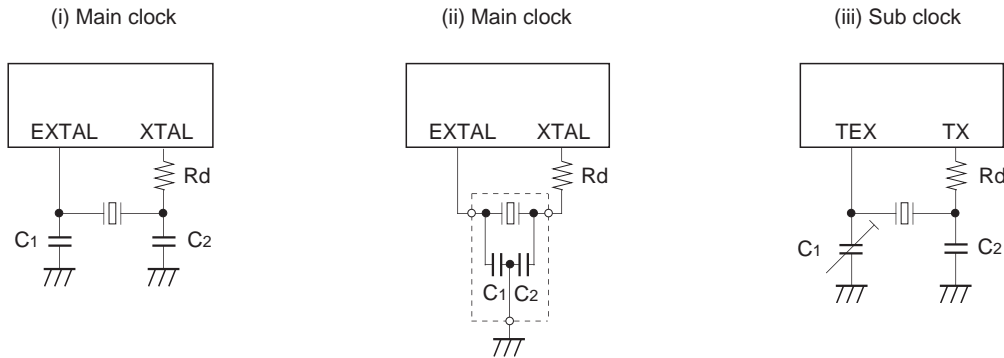 (i) Main clock
EXTAL XTAL
Rd
C1
C2
(ii) Main clock
EXTAL XTAL
Rd
C1 C2
(iii) Sub clock
TEX TX
Rd
C1
C2